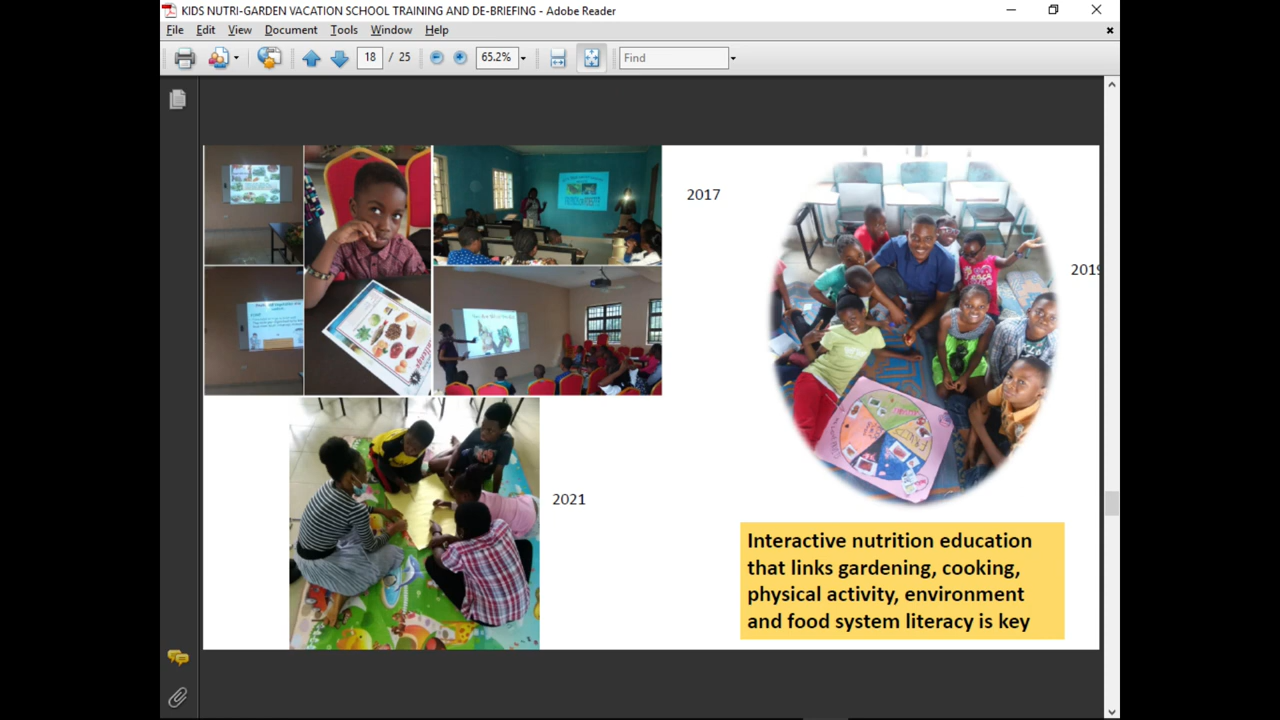 KIDS NUTRI-GARDEN VACATION SCHOOL TRAINING AND DE-BRIEFING - Adobe Reader
File Edit View Document Tools Window Help
18 / 25 65.2% Find
2017
2019
2021
Interactive nutrition education
that links gardening, cooking,
physical activity, environment
and food system literacy is key